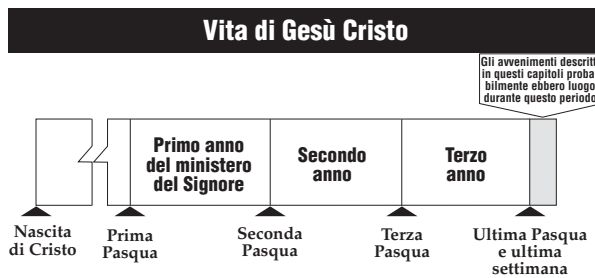 Vita di Gesù Cristo
Gli avvenimenti descritt
in questi capitoli proba
bilmente ebbero luogo
durante questo periodo
Primo anno
del ministero
del Signore
Secondo
anno
Terzo
anno
Nascita
di Cristo
Prima
Pasqua
Seconda
Pasqua
Terza
Pasqua
Ultima Pasqua
e ultima
settimana